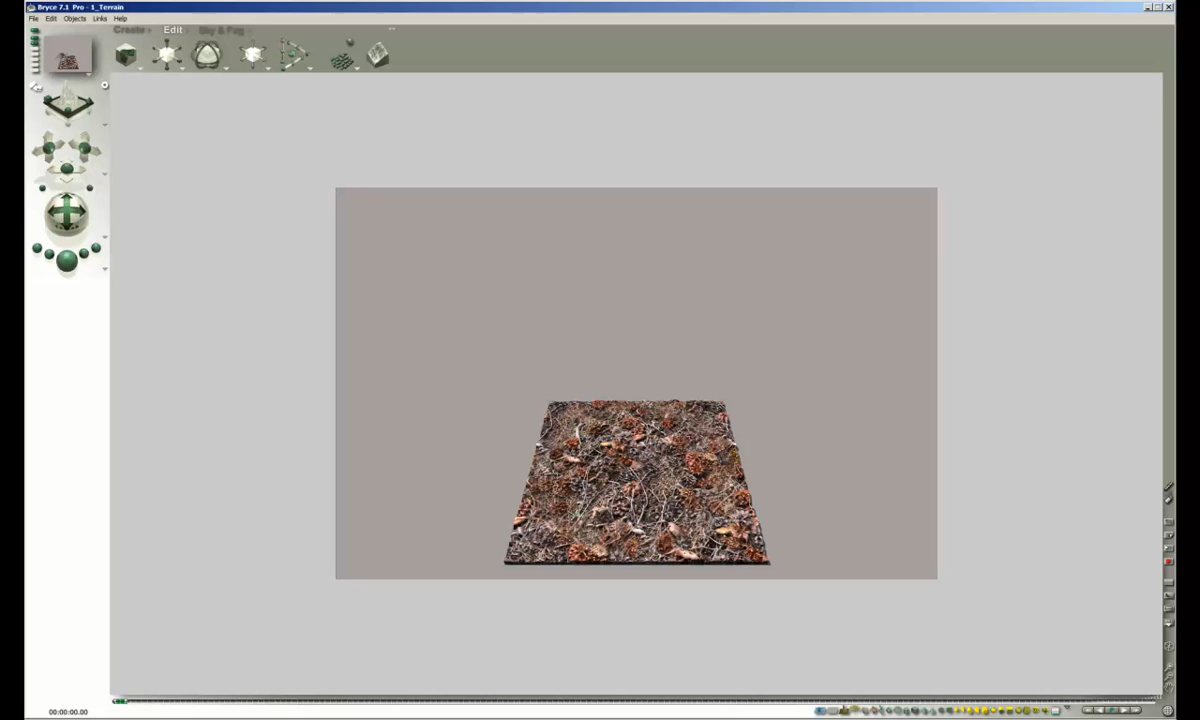 Bryce 7.1 Pro - 1_Terrain
File Edit Objects Links Help
Create Edit Sky & Fog
00:00:00.00